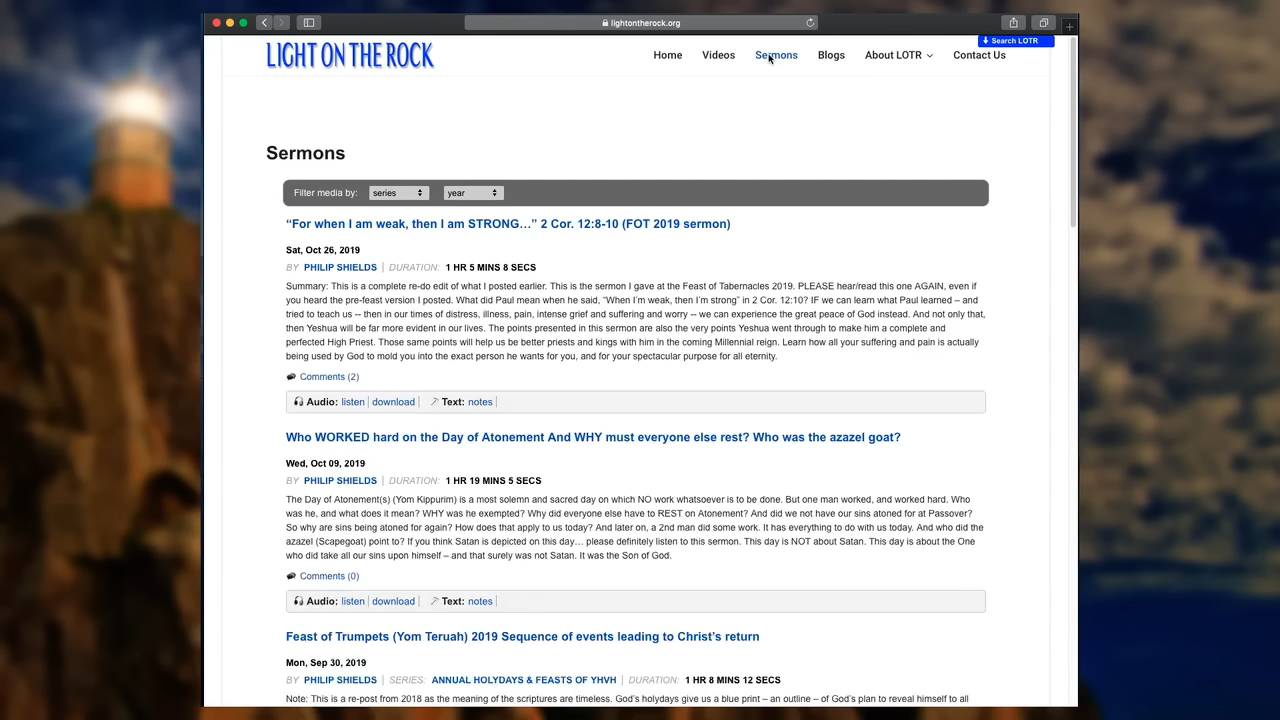 lightontherock.org
Search LOTR
LIGHT ON THE ROCK
Home Videos Sermons Blogs About LOTR Contact Us
Sermons
Filter media by: series year
“For when I am weak, then I am STRONG…” 2 Cor. 12:8-10 (FOT 2019 sermon)
Sat, Oct 26, 2019
BY PHILIP SHIELDS | DURATION: 1 HR 5 MINS 8 SECS
Summary: This is a complete re-do edit of what I posted earlier. This is the sermon I gave at the Feast of Tabernacles 2019. PLEASE hear/read this one AGAIN, even if
you heard the pre-feast version I posted. What did Paul mean when he said, “When I’m weak, then I’m strong” in 2 Cor. 12:10? IF we can learn what Paul learned – and
tried to teach us -- then in our times of distress, illness, pain, intense grief and suffering and worry -- we can experience the great peace of God instead. And not only that,
then Yeshua will be far more evident in our lives. The points presented in this sermon are also the very points Yeshua went through to make him a complete and
perfected High Priest. Those same points will help us be better priests and kings with him in the coming Millennial reign. Learn how all your suffering and pain is actually
being used by God to mold you into the exact person he wants for you, and for your spectacular purpose for all eternity.
Comments (2)
Audio: listen | download | Text: notes |
Who WORKED hard on the Day of Atonement And WHY must everyone else rest? Who was the azazel goat?
Wed, Oct 09, 2019
BY PHILIP SHIELDS | DURATION: 1 HR 19 MINS 5 SECS
The Day of Atonement(s) (Yom Kippurim) is a most solemn and sacred day on which NO work whatsoever is to be done. But one man worked, and worked hard. Who
was he, and what does it mean? WHY was he exempted? Why did everyone else have to REST on Atonement? And did we not have our sins atoned for at Passover?
So why are sins being atoned for again? How does that apply to us today? And later on, a 2nd man did some work. It has everything to do with us today. And who did the
azazel (Scapegoat) point to? If you think Satan is depicted on this day… please definitely listen to this sermon. This day is NOT about Satan. This day is about the One
who did take all our sins upon himself – and that surely was not Satan. It was the Son of God.
Comments (0)
Audio: listen | download | Text: notes |
Feast of Trumpets (Yom Teruah) 2019 Sequence of events leading to Christ’s return
Mon, Sep 30, 2019
BY PHILIP SHIELDS | SERIES: ANNUAL HOLYDAYS & FEASTS OF YHVH | DURATION: 1 HR 8 MINS 12 SECS
Note: This is a re-post from 2018 as the meaning of the scriptures are timeless. God’s holydays give us a blue print – an outline – of God’s plan to reveal himself to all